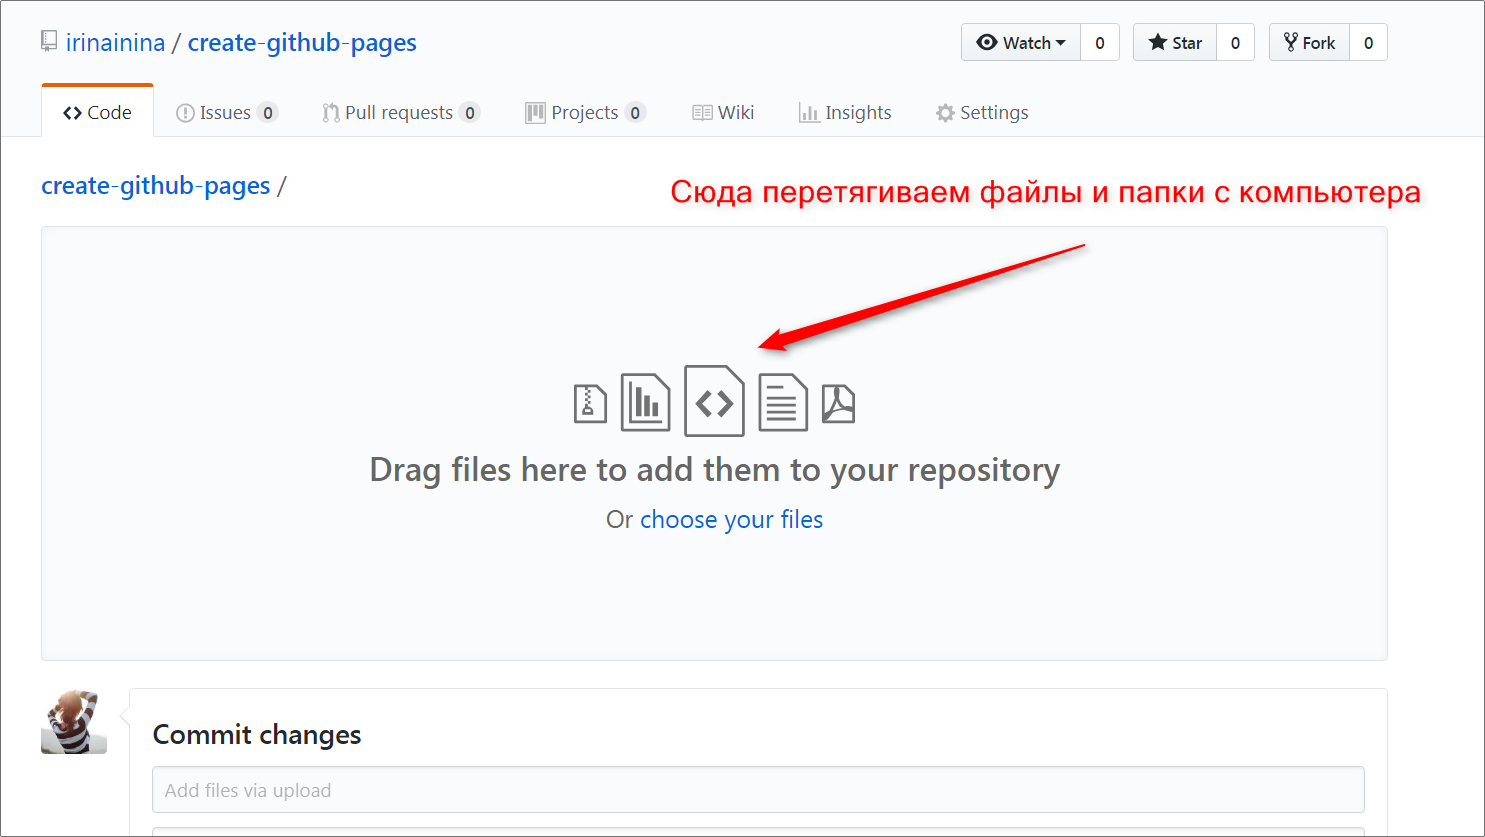 irinainina / create-github-pages
Watch 0 Star 0 Fork 0
Code Issues 0 Pull requests 0 Projects 0 Wiki Insights Settings
create-github-pages /
Сюда перетягиваем файлы и папки с компьютера
Drag files here to add them to your repository
Or choose your files
Commit changes
Add files via upload